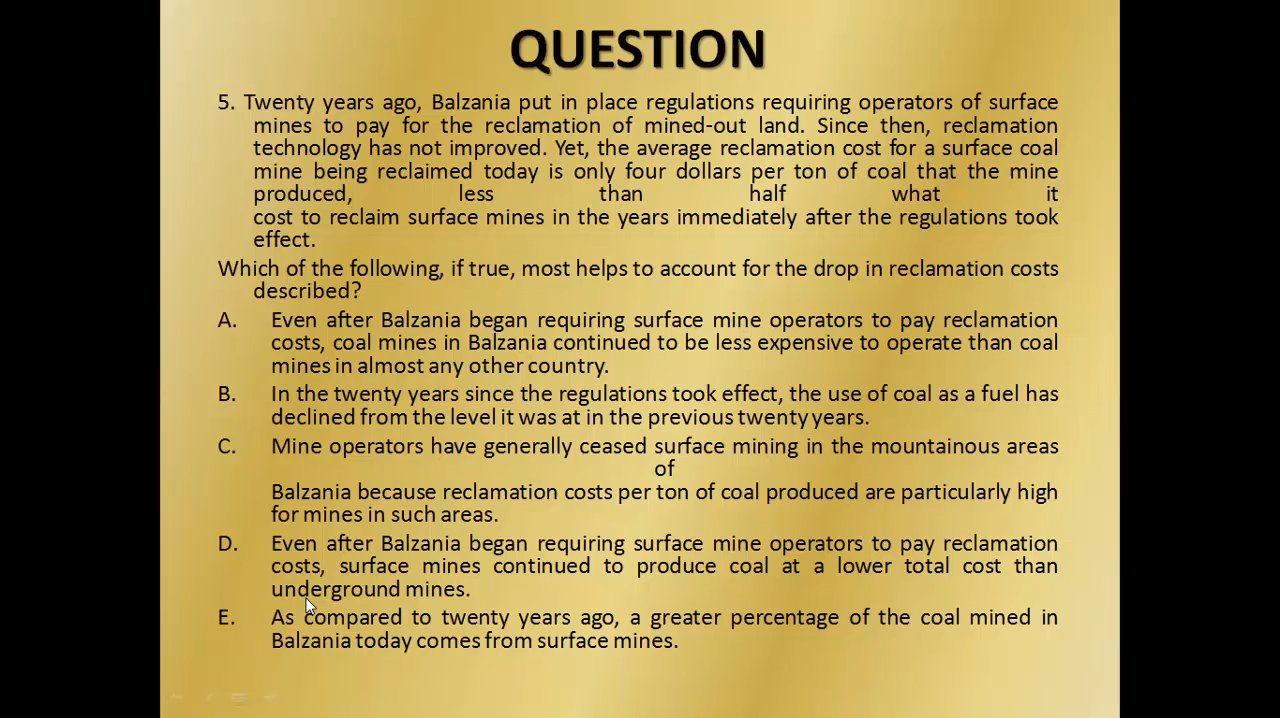 QUESTION
5. Twenty years ago, Balzania put in place regulations requiring operators of surface
mines to pay for the reclamation of mined-out land. Since then, reclamation
technology has not improved. Yet, the average reclamation cost for a surface coal
mine being reclaimed today is only four dollars per ton of coal that the mine
produced, less than half what it
cost to reclaim surface mines in the years immediately after the regulations took
effect.
Which of the following, if true, most helps to account for the drop in reclamation costs
described?
A. Even after Balzania began requiring surface mine operators to pay reclamation
costs, coal mines in Balzania continued to be less expensive to operate than coal
mines in almost any other country.
B. In the twenty years since the regulations took effect, the use of coal as a fuel has
declined from the level it was at in the previous twenty years.
C. Mine operators have generally ceased surface mining in the mountainous areas
of
Balzania because reclamation costs per ton of coal produced are particularly high
for mines in such areas.
D. Even after Balzania began requiring surface mine operators to pay reclamation
costs, surface mines continued to produce coal at a lower total cost than
underground mines.
E. As compared to twenty years ago, a greater percentage of the coal mined in
Balzania today comes from surface mines.